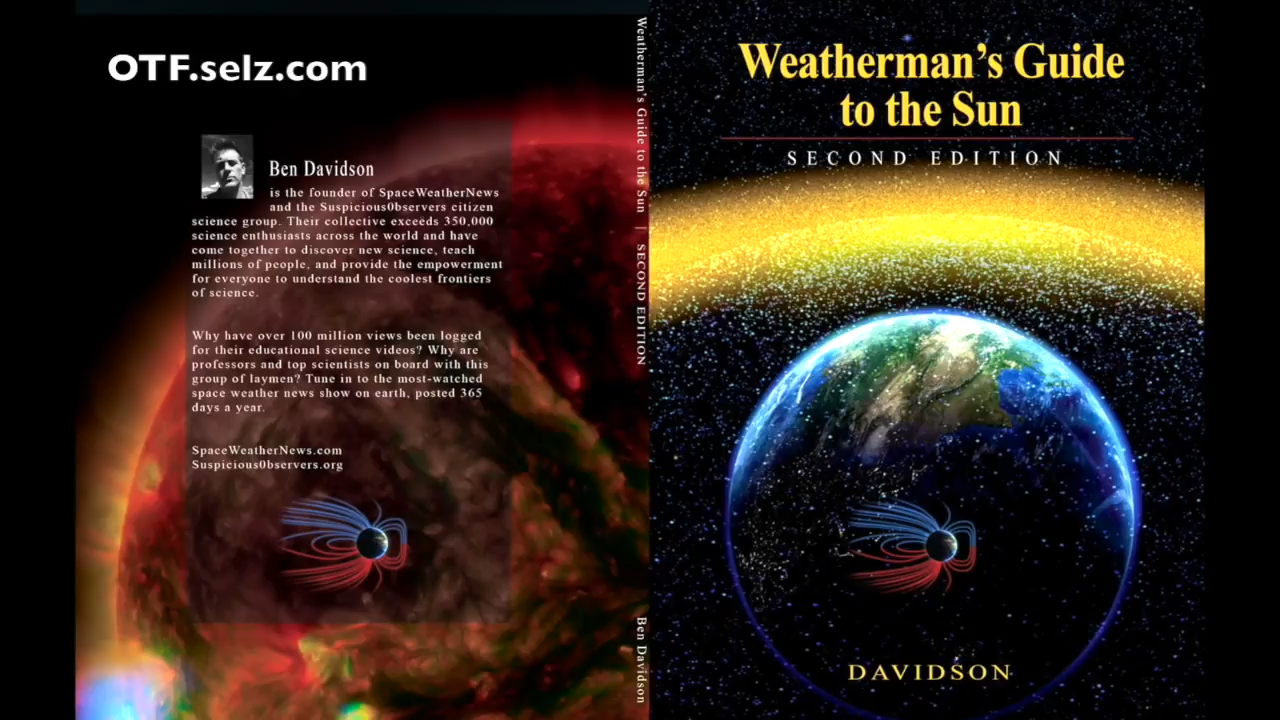 OTF.selz.com
Ben Davidson
is the founder of SpaceWeatherNews
and the Suspicious0bservers citizen
science group. Their collective exceeds 350,000
science enthusiasts across the world and have
come together to discover new science, teach
millions of people, and provide the empowerment
for everyone to understand the coolest frontiers
of science.
Why have over 100 million views been logged
for their educational science videos? Why are
professors and top scientists on board with this
group of laymen? Tune in to the most-watched
space weather news show on earth, posted 365
days a year.
SpaceWeatherNews.com
Suspicious0bservers.org
Weatherman's Guide to the Sun | SECOND EDITION
Ben Davidson
Weatherman's Guide
to the Sun
SECOND EDITION
DAVIDSON